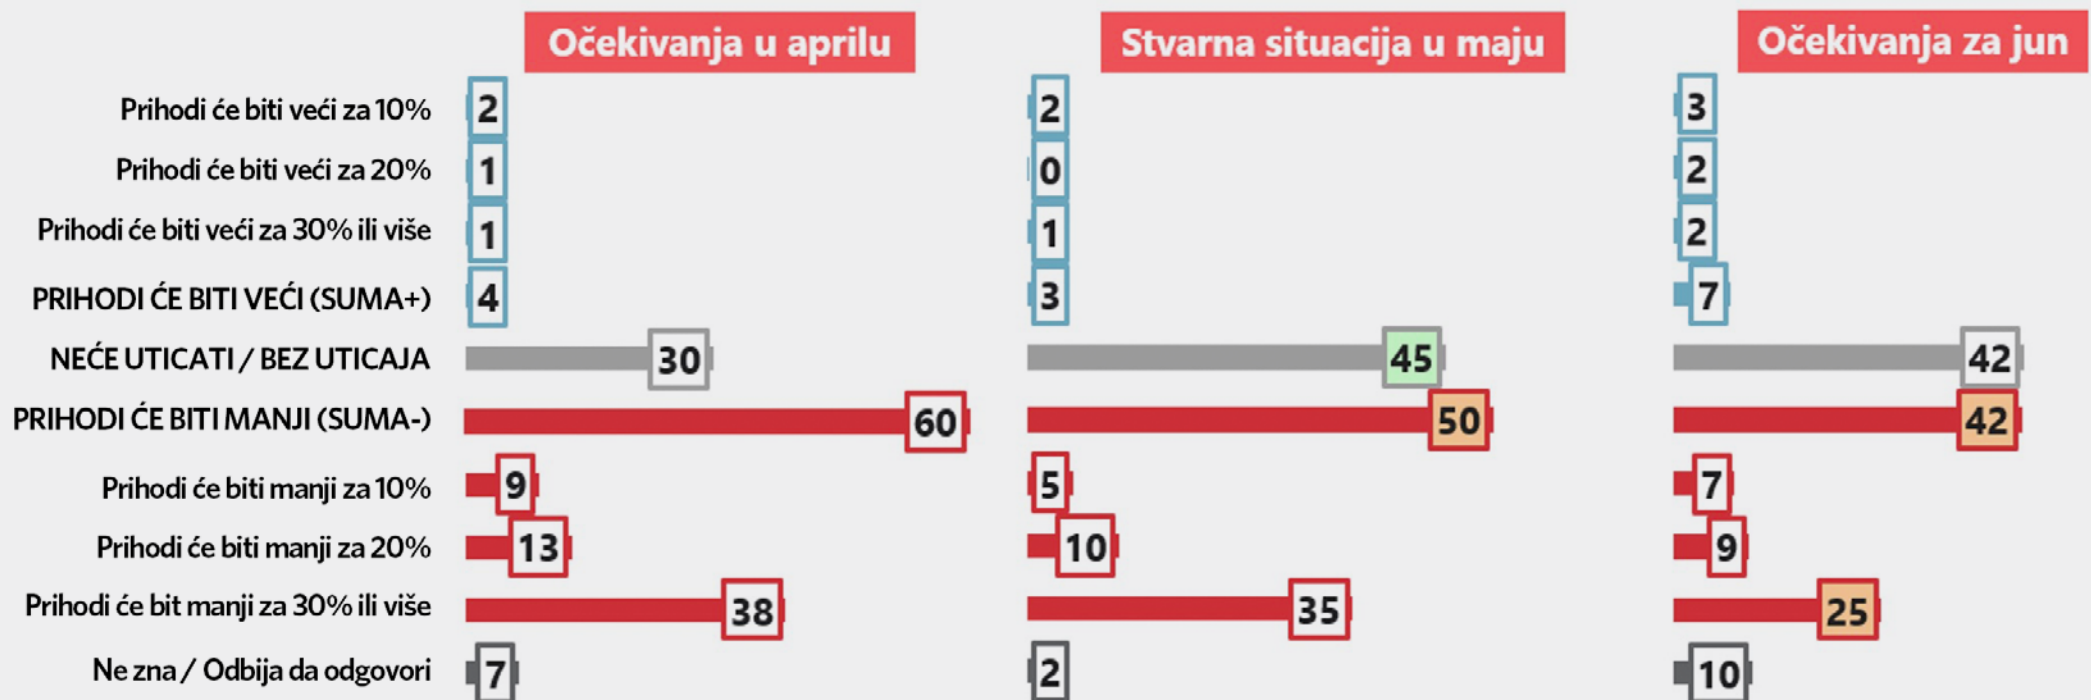 Očekivanja u aprilu Stvarna situacija u maju Očekivanja za jun
Prihodi će biti veći za 10% 2 2 3
Prihodi će biti veći za 20% 1 0 2
Prihodi će biti veći za 30% ili više 1 1 2
PRIHODI ĆE BITI VEĆI (SUMA+) 4 3 7
NEĆE UTICATI / BEZ UTICAJA 30 45 42
PRIHODI ĆE BITI MANJI (SUMA-) 60 50 42
Prihodi će biti manji za 10% 9 5 7
Prihodi će biti manji za 20% 13 10 9
Prihodi će bit manji za 30% ili više 38 35 25
Ne zna / Odbija da odgovori 7 2 10